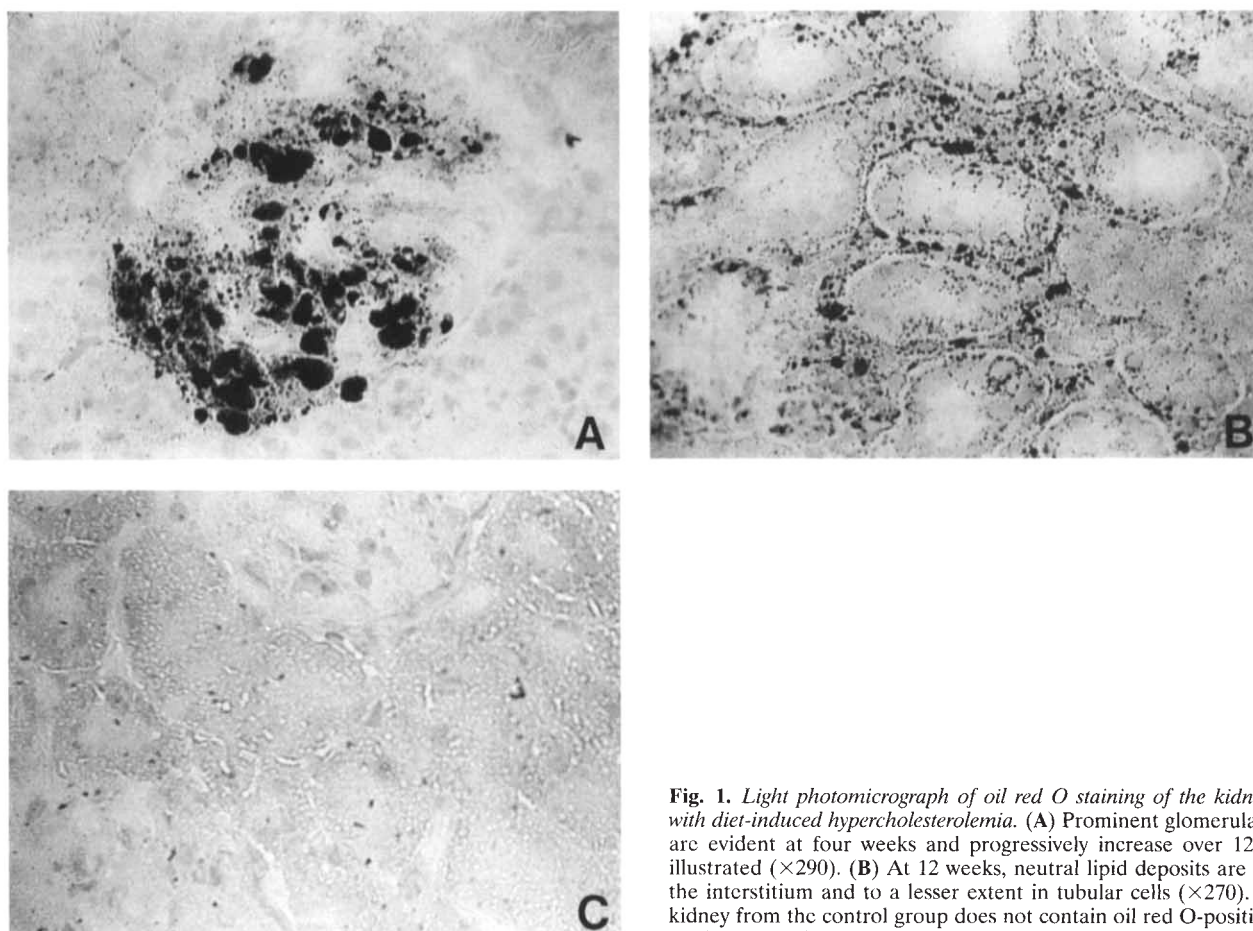 A
B
C
Fig. 1. Light photomicrograph of oil red O staining of the kidn
with diet-induced hypercholesterolemia. (A) Prominent glomerula
are evident at four weeks and progressively increase over 12
illustrated (×290). (B) At 12 weeks, neutral lipid deposits are
the interstitium and to a lesser extent in tubular cells (×270).
kidney from the control group does not contain oil red O-positi